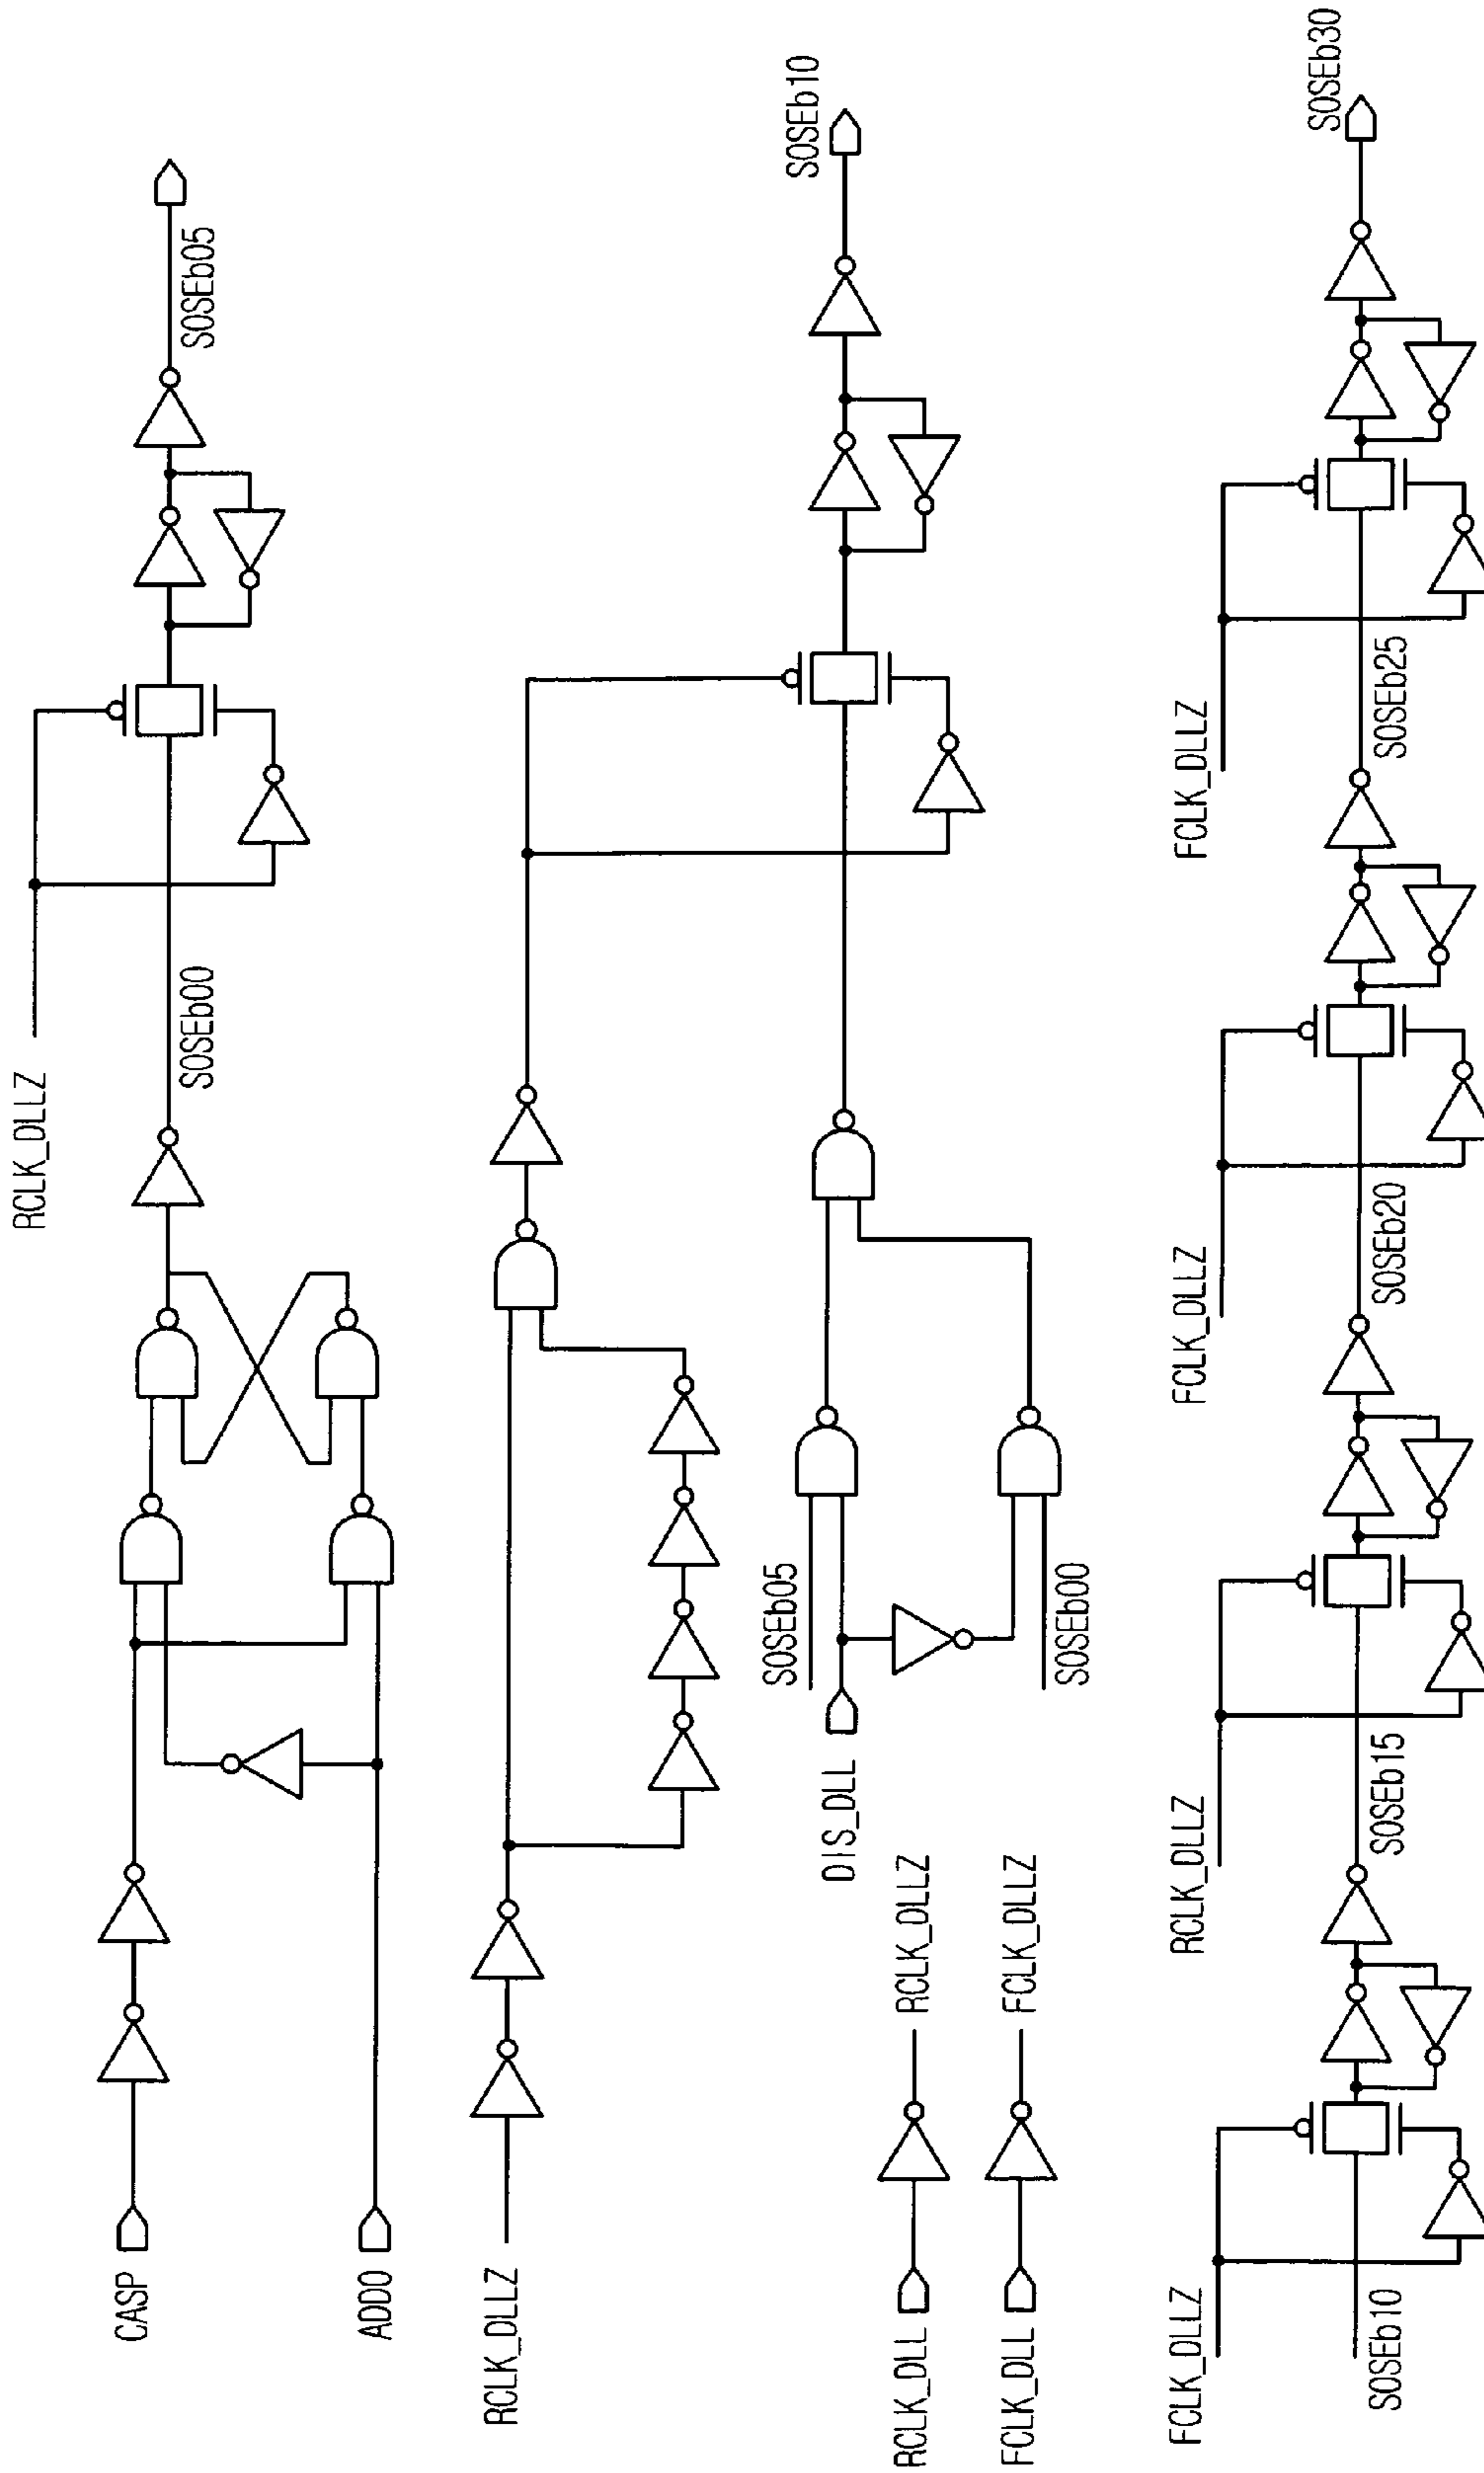 CASP
ADD0
RCLK_DLLZ
SOSEb00
SOSEb05
RCLK_DLLZ
SOSEb10
DIS_DLL
SOSEb05
SOSEb00
RCLK_DLL
RCLK_DLLZ
FCLK_DLL
FCLK_DLLZ
FCLK_DLLZ
SOSEb10
RCLK_DLLZ
SOSEb15
FCLK_DLLZ
SOSEb20
FCLK_DLLZ
SOSEb25
SOSEb30